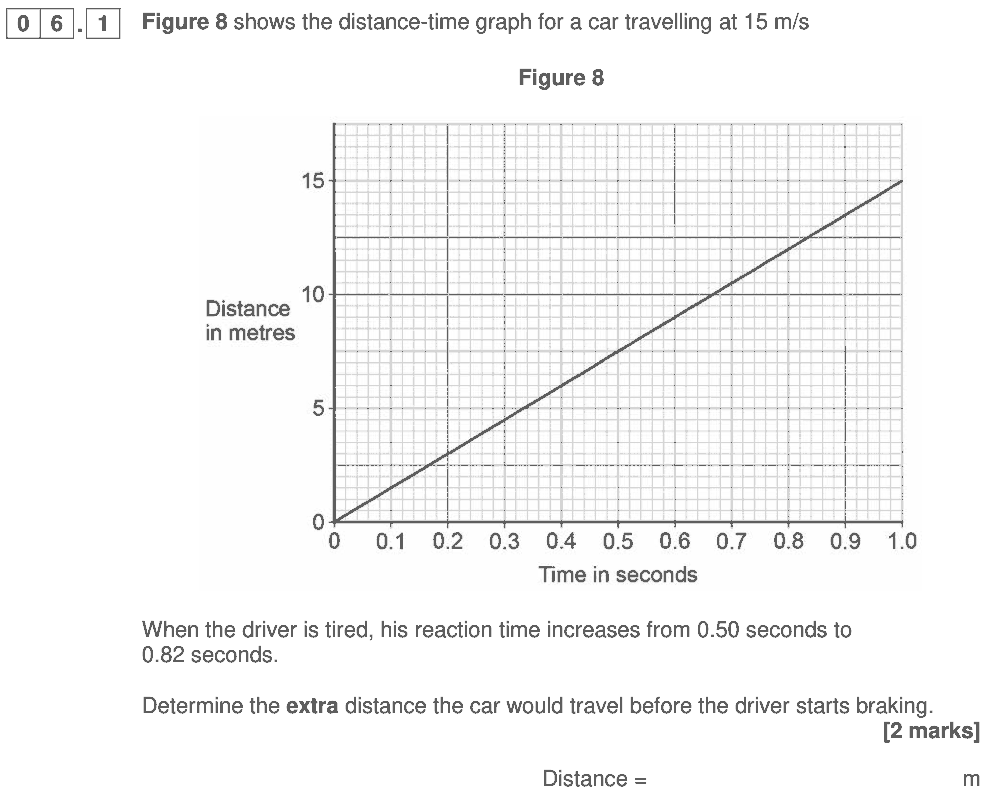 0 6 . 1 Figure 8 shows the distance-time graph for a car travelling at 15 m/s
Figure 8
15
10
Distance
in metres
5
0
0 0.1 0.2 0.3 0.4 0.5 0.6 0.7 0.8 0.9 1.0
Time in seconds
When the driver is tired, his reaction time increases from 0.50 seconds to
0.82 seconds.
Determine the extra distance the car would travel before the driver starts braking.
[2 marks]
Distance = m